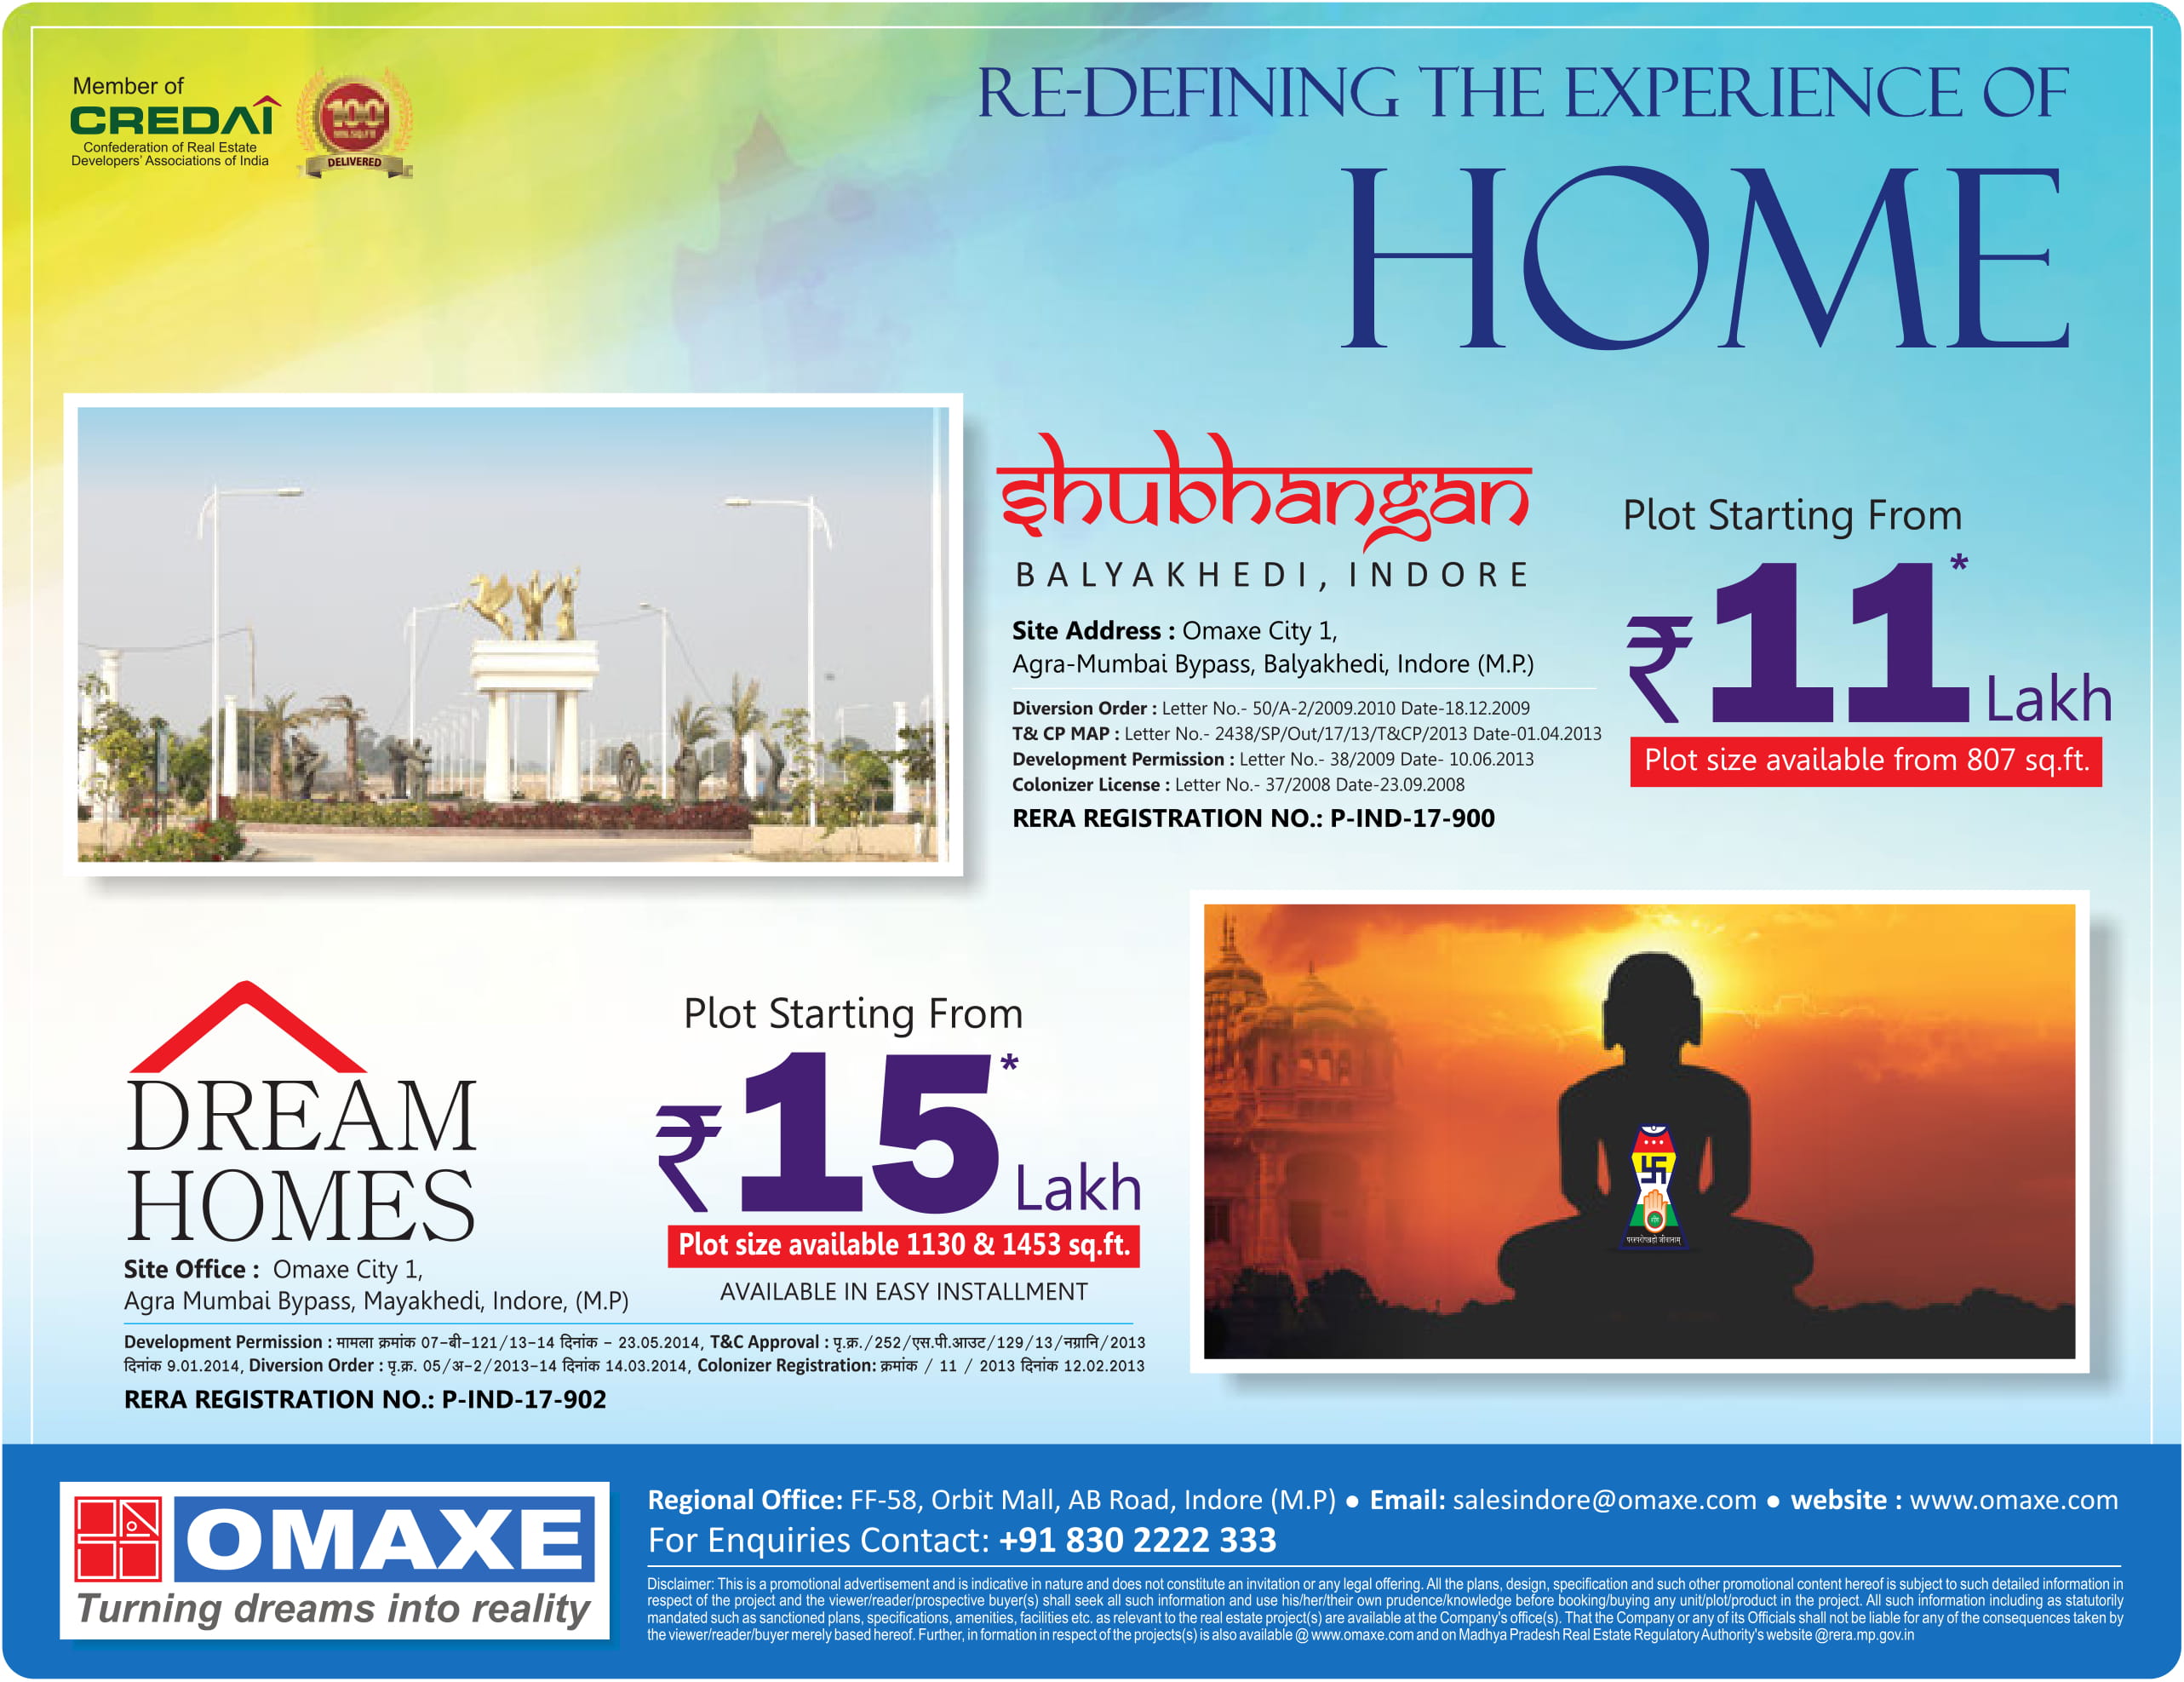 Member of
CREDAI
Confederation of Real Estate
Developers' Associations of India
100
MN.SQ.FT
DELIVERED
RE-DEFINING THE EXPERIENCE OF
HOME
shubhangan
BALYAKHEDI, INDORE
Site Address : Omaxe City 1,
Agra-Mumbai Bypass, Balyakhedi, Indore (M.P.)
Diversion Order : Letter No.- 50/A-2/2009.2010 Date-18.12.2009
T& CP MAP : Letter No.- 2438/SP/Out/17/13/T&CP/2013 Date-01.04.2013
Development Permission : Letter No.- 38/2009 Date- 10.06.2013
Colonizer License : Letter No.- 37/2008 Date-23.09.2008
RERA REGISTRATION NO.: P-IND-17-900
Plot Starting From
₹11* Lakh
Plot size available from 807 sq.ft.
DREAM
HOMES
Site Office : Omaxe City 1,
Agra Mumbai Bypass, Mayakhedi, Indore, (M.P)
Plot Starting From
₹15* Lakh
Plot size available 1130 & 1453 sq.ft.
AVAILABLE IN EASY INSTALLMENT
Development Permission : मामला क्रमांक 07-बी-121/13-14 दिनांक - 23.05.2014, T&C Approval : पृ.क्र./252/एस.पी.आउट/129/13/नग्रानि/2013
दिनांक 9.01.2014, Diversion Order : पृ.क्र. 05/अ-2/2013-14 दिनांक 14.03.2014, Colonizer Registration: क्रमांक / 11 / 2013 दिनांक 12.02.2013
RERA REGISTRATION NO.: P-IND-17-902
OMAXE
Turning dreams into reality
Regional Office: FF-58, Orbit Mall, AB Road, Indore (M.P) ● Email: salesindore@omaxe.com ● website : www.omaxe.com
For Enquiries Contact: +91 830 2222 333
Disclaimer: This is a promotional advertisement and is indicative in nature and does not constitute an invitation or any legal offering. All the plans, design, specification and such other promotional content hereof is subject to such detailed information in
respect of the project and the viewer/reader/prospective buyer(s) shall seek all such information and use his/her/their own prudence/knowledge before booking/buying any unit/plot/product in the project. All such information including as statutorily
mandated such as sanctioned plans, specifications, amenities, facilities etc. as relevant to the real estate project(s) are available at the Company's office(s). That the Company or any of its Officials shall not be liable for any of the consequences taken by
the viewer/reader/buyer merely based hereof. Further, in formation in respect of the projects(s) is also available @ www.omaxe.com and on Madhya Pradesh Real Estate Regulatory Authority's website @rera.mp.gov.in